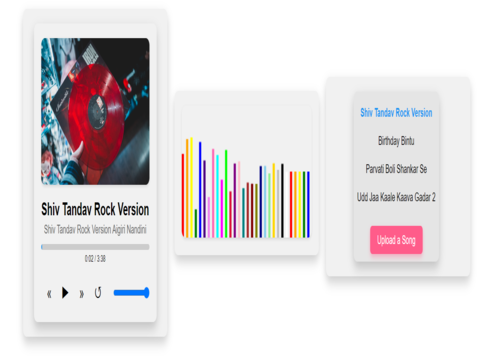 Shiv Tandav Rock Version
Shiv Tandav Rock Version Aigiri Nandini
0:02 / 3:38
Shiv Tandav Rock Version
Birthday Bintu
Parvati Boli Shankar Se
Udd Jaa Kaale Kaava Gadar 2
Upload a Song